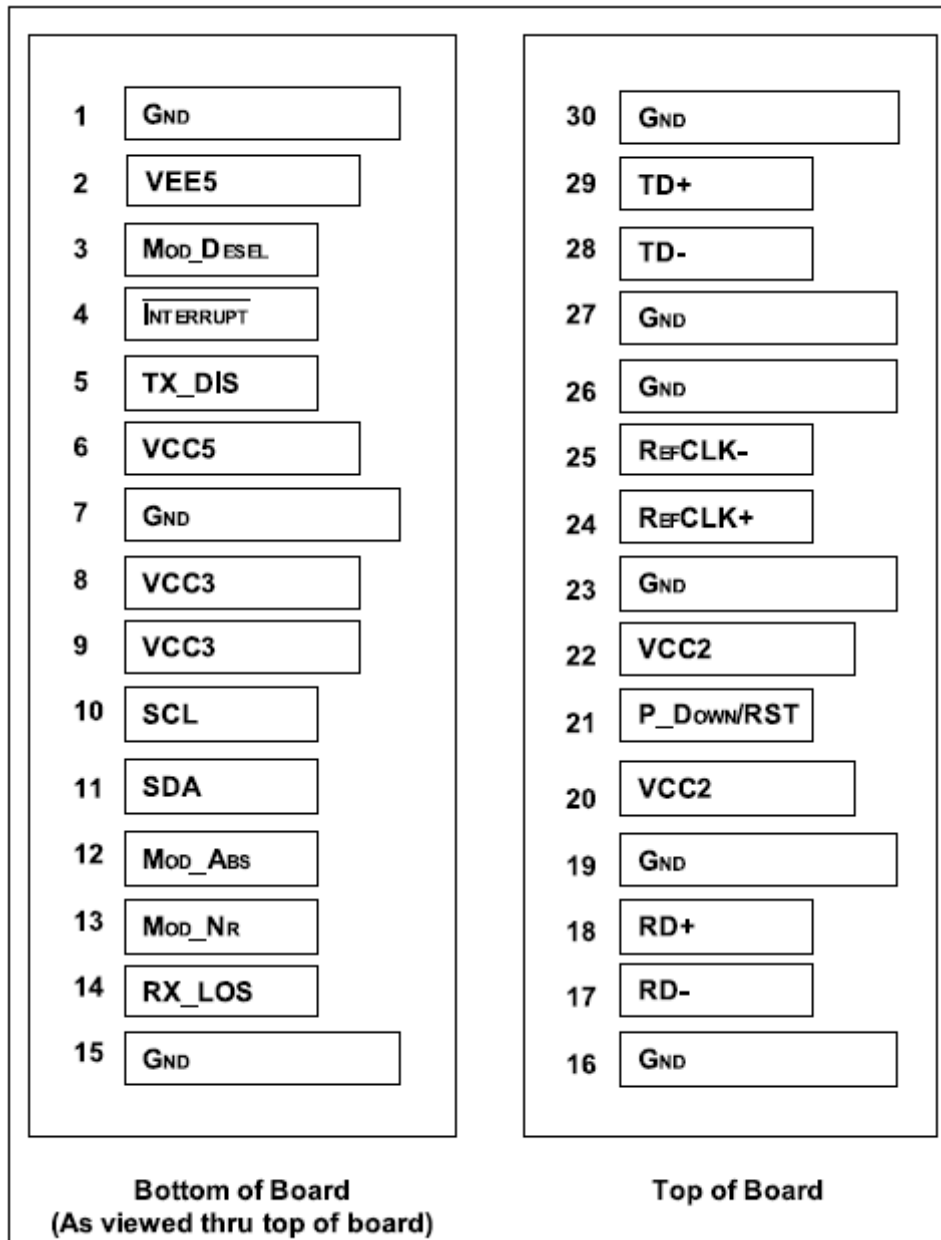 1 GND
2 VEE5
3 MOD_DESEL
4 INTERRUPT
5 TX_DIS
6 VCC5
7 GND
8 VCC3
9 VCC3
10 SCL
11 SDA
12 MOD_ABS
13 MOD_NR
14 RX_LOS
15 GND
Bottom of Board
(As viewed thru top of board)
30 GND
29 TD+
28 TD-
27 GND
26 GND
25 REFCLK-
24 REFCLK+
23 GND
22 VCC2
21 P_DOWN/RST
20 VCC2
19 GND
18 RD+
17 RD-
16 GND
Top of Board